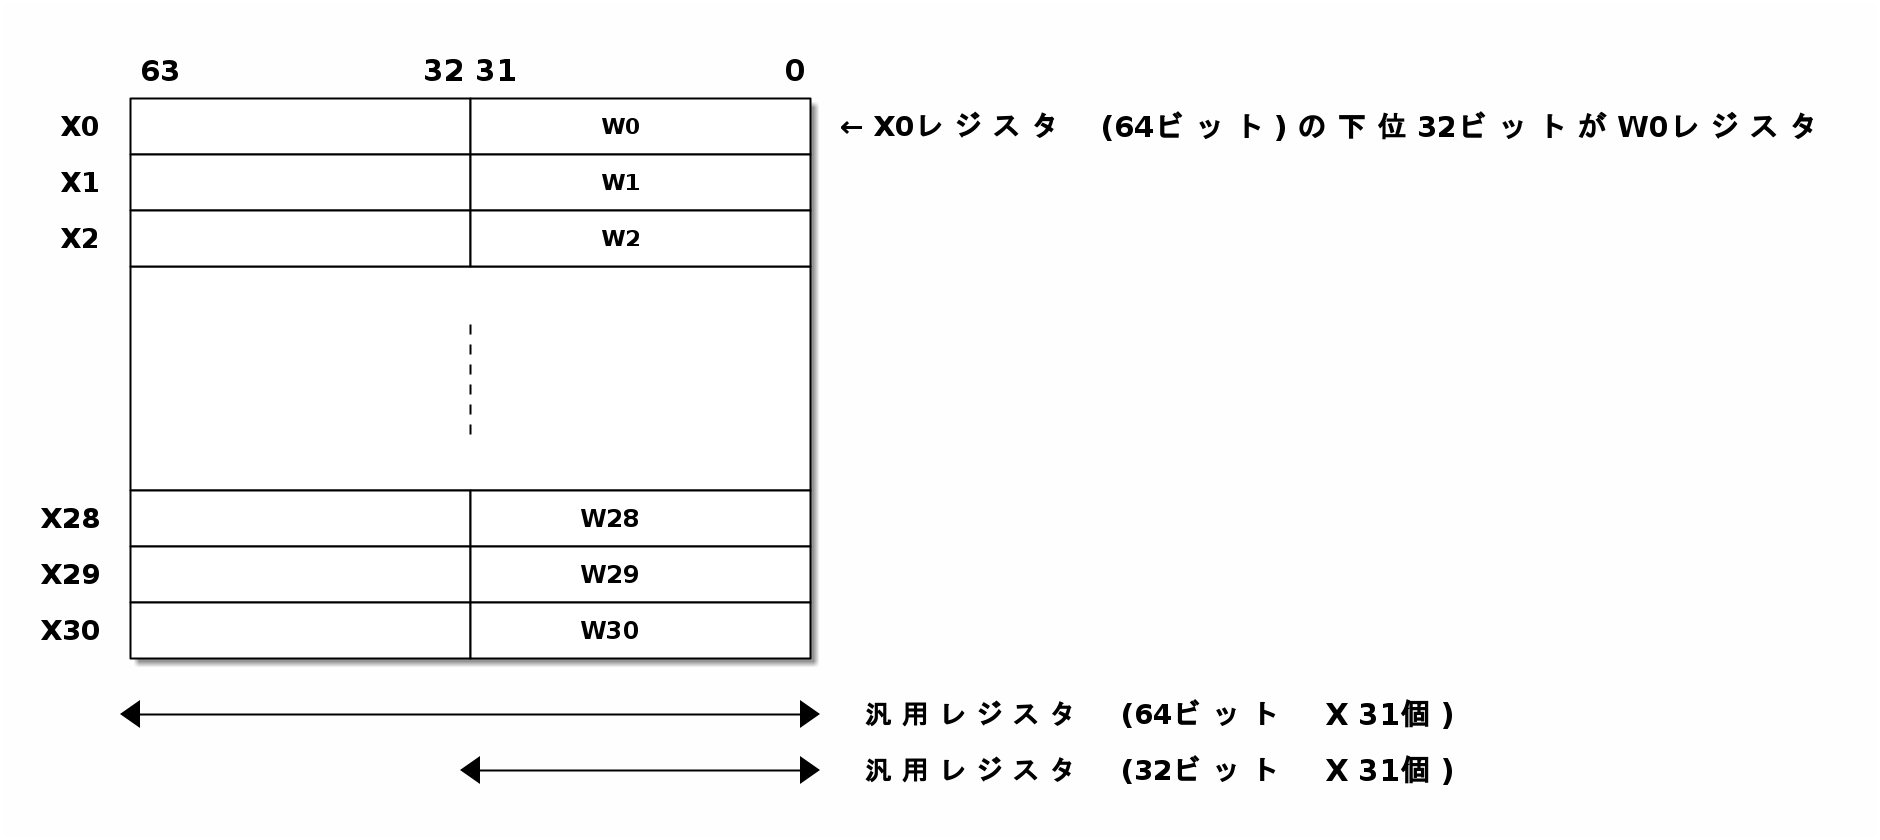 63 32 31 0
X0 W0 ← X0レジスタ (64ビット)の下位32ビットがW0レジスタ
X1 W1
X2 W2
X28 W28
X29 W29
X30 W30
汎用レジスタ (64ビット X 31個)
汎用レジスタ (32ビット X 31個)